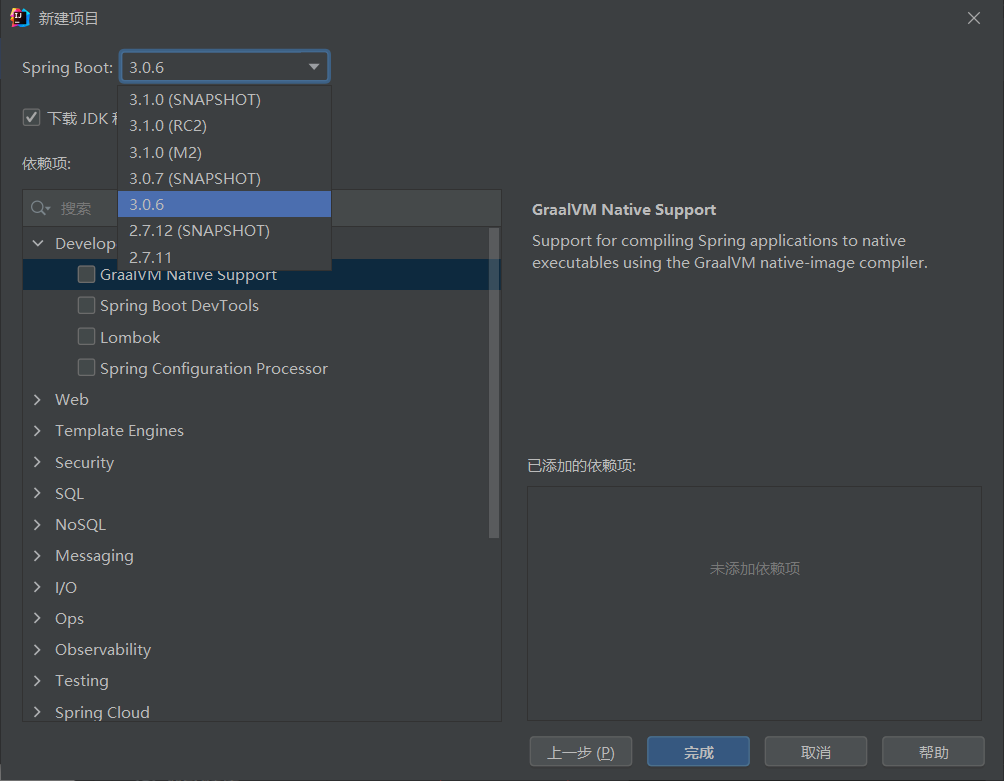 新建项目
Spring Boot:
3.0.6
3.1.0 (SNAPSHOT)
3.1.0 (RC2)
下载 JDK
3.1.0 (M2)
依赖项:
3.0.7 (SNAPSHOT)
搜索
3.0.6
2.7.12 (SNAPSHOT)
Develop
2.7.11
GraalVM Native Support
Spring Boot DevTools
Lombok
Spring Configuration Processor
Web
Template Engines
Security
SQL
NoSQL
Messaging
I/O
Ops
Observability
Testing
Spring Cloud
GraalVM Native Support
Support for compiling Spring applications to native
executables using the GraalVM native-image compiler.
已添加的依赖项:
未添加依赖项
上一步 (P)
完成
取消
帮助